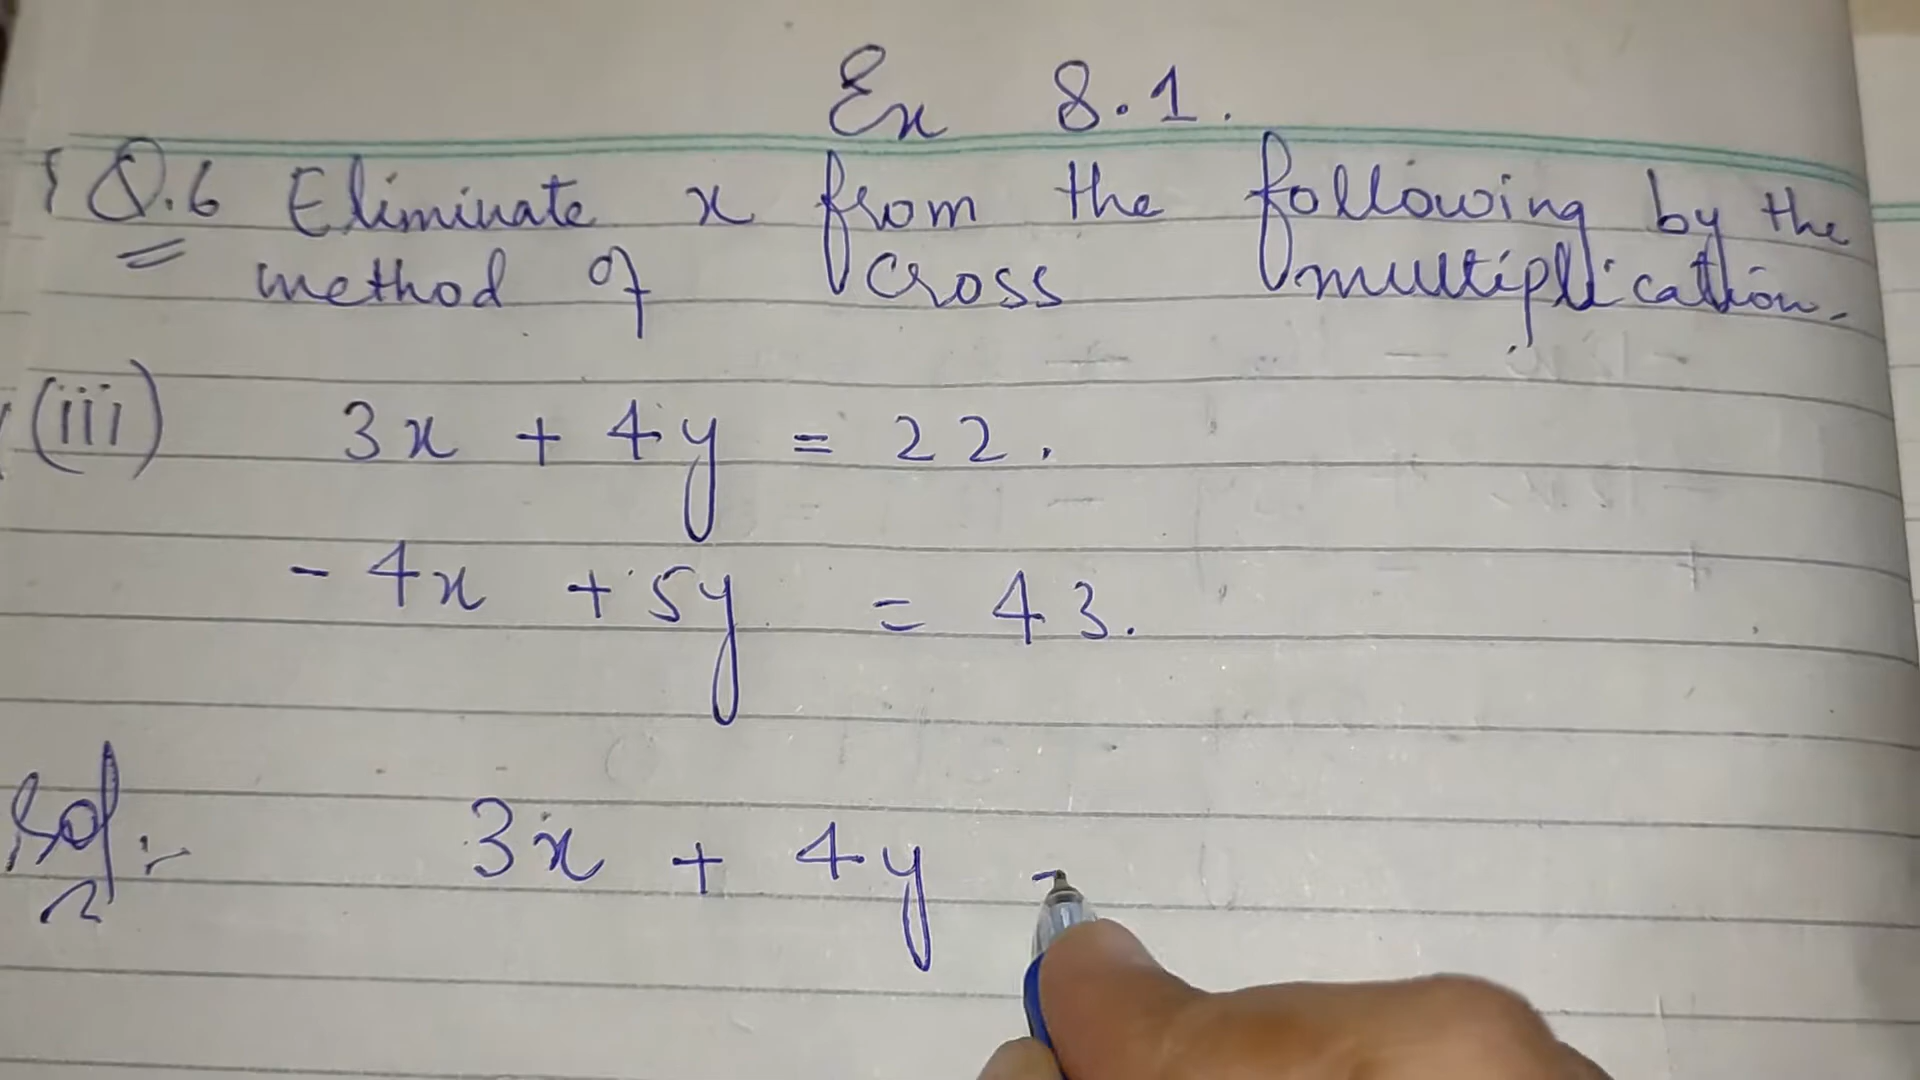 Ex 8.1.
Q.6 Eliminate x from the following by the
method of cross multiplication.
(iii) 3x + 4y = 22.
- 4x + 5y = 43.
Sol:-
3x + 4y -